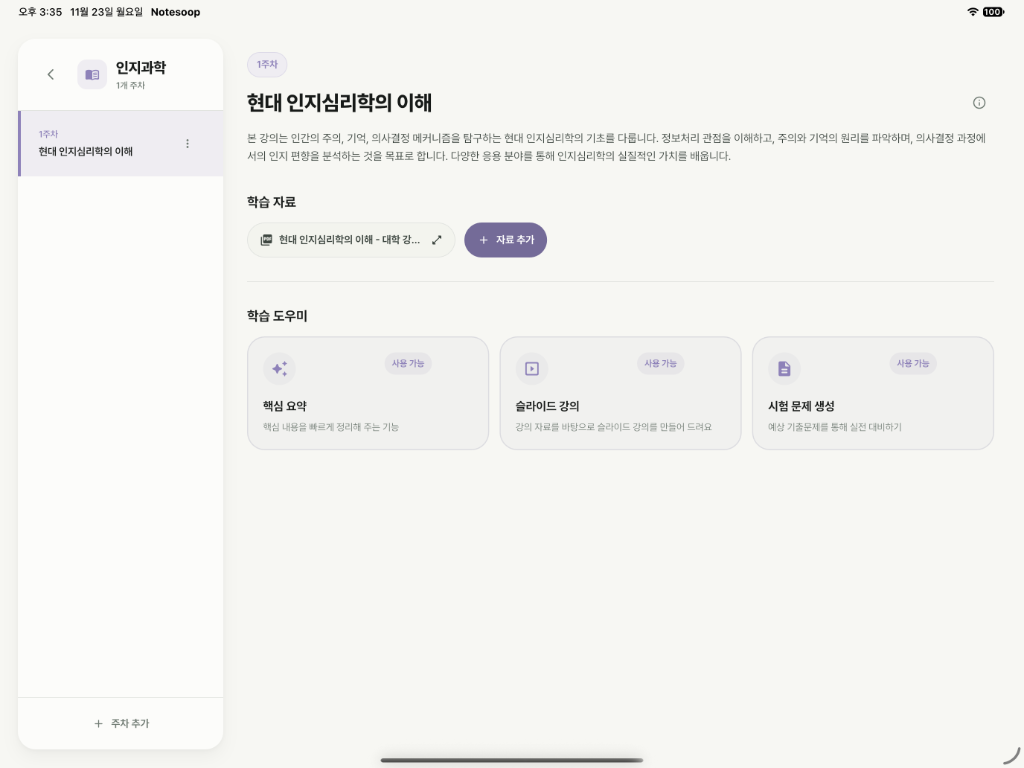 오후 3:35 11월 23일 월요일 Notesoop
100
인지과학
1개 주차
1주차
현대 인지심리학의 이해
주차 추가
1주차
현대 인지심리학의 이해
본 강의는 인간의 주의, 기억, 의사결정 메커니즘을 탐구하는 현대 인지심리학의 기초를 다룹니다. 정보처리 관점을 이해하고, 주의와 기억의 원리를 파악하며, 의사결정 과정에
서의 인지 편향을 분석하는 것을 목표로 합니다. 다양한 응용 분야를 통해 인지심리학의 실질적인 가치를 배웁니다.
학습 자료
현대 인지심리학의 이해 - 대학 강...
자료 추가
학습 도우미
사용 가능
핵심 요약
핵심 내용을 빠르게 정리해 주는 기능
사용 가능
슬라이드 강의
강의 자료를 바탕으로 슬라이드 강의를 만들어 드려요
사용 가능
시험 문제 생성
예상 기출문제를 통해 실전 대비하기